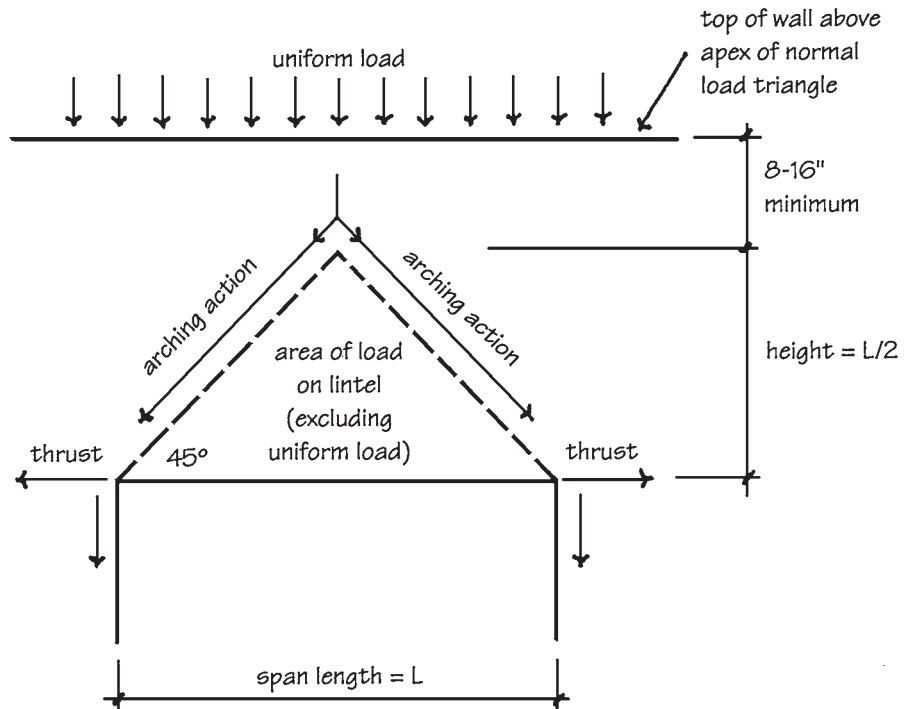 top of wall above
apex of normal
load triangle
uniform load
8-16"
minimum
arching action
arching action
area of load
on lintel
(excluding
uniform load)
height = L/2
thrust
45°
thrust
span length = L